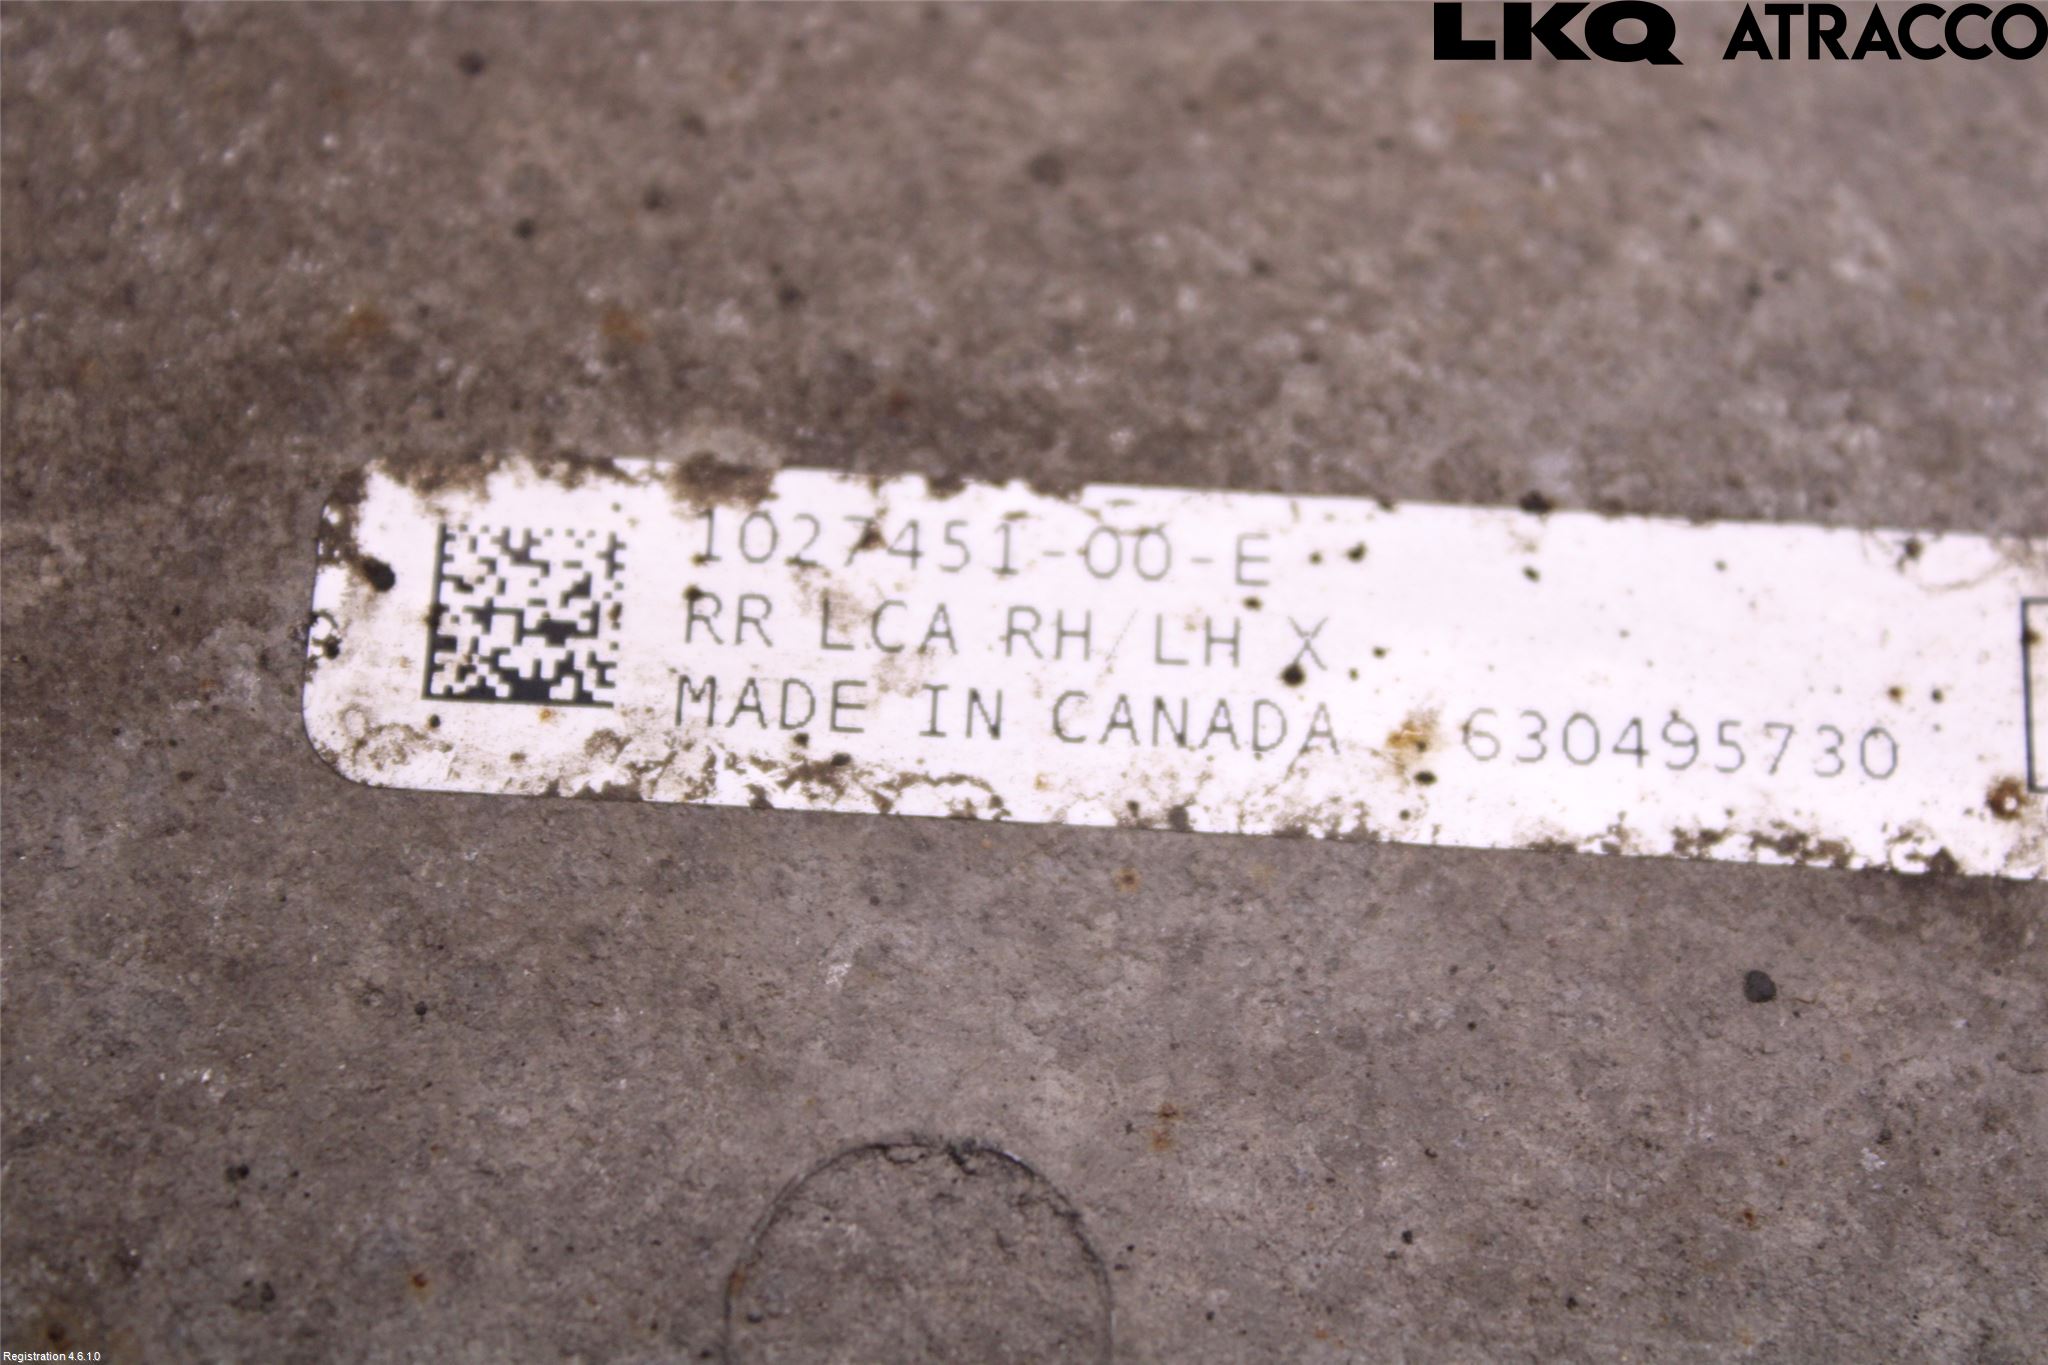 LKQ ATRACCO
1027451-00-E
RR LCA RH/LH X
MADE IN CANADA 630495730
Registration 4.6.1.0